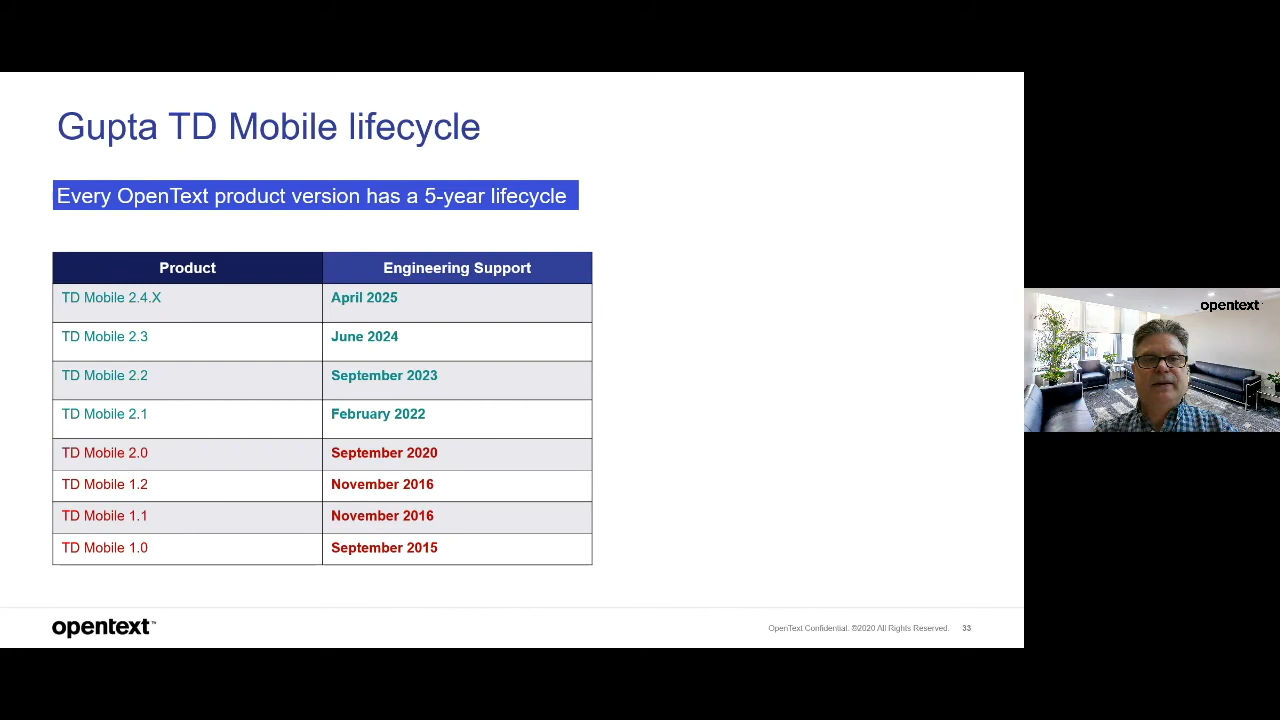 Gupta TD Mobile lifecycle
Every OpenText product version has a 5-year lifecycle
Product Engineering Support
TD Mobile 2.4.X April 2025
TD Mobile 2.3 June 2024
TD Mobile 2.2 September 2023
TD Mobile 2.1 February 2022
TD Mobile 2.0 September 2020
TD Mobile 1.2 November 2016
TD Mobile 1.1 November 2016
TD Mobile 1.0 September 2015
opentext™
OpenText Confidential. ©2020 All Rights Reserved. 33
opentext